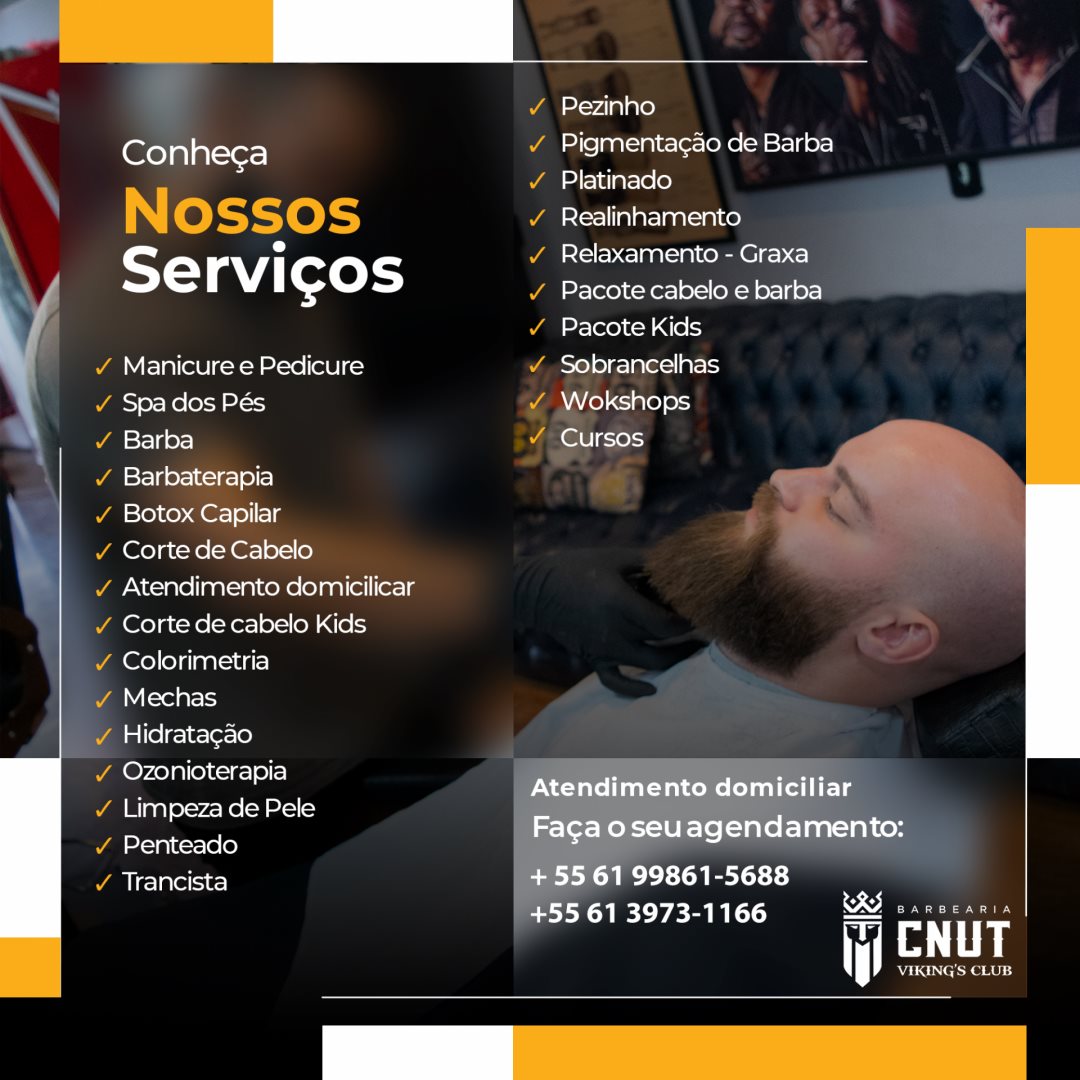 Conheça
Nossos
Serviços
Manicure e Pedicure
Spa dos Pés
Barba
Barbaterapia
Botox Capilar
Corte de Cabelo
Atendimento domicilicar
Corte de cabelo Kids
Colorimetria
Mechas
Hidratação
Ozonioterapia
Limpeza de Pele
Penteado
Trancista
Pezinho
Pigmentação de Barba
Platinado
Realinhamento
Relaxamento - Graxa
Pacote cabelo e barba
Pacote Kids
Sobrancelhas
Wokshops
Cursos
Atendimento domiciliar
Faça o seu agendamento:
+ 55 61 99861-5688
+55 61 3973-1166
BARBEARIA
CNUT
VIKING'S CLUB